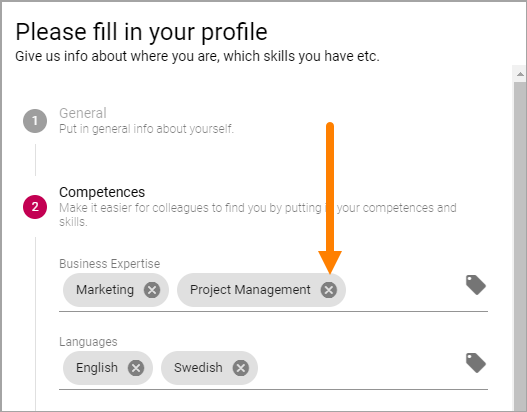 Please fill in your profile
Give us info about where you are, which skills you have etc.
1 General
Put in general info about yourself.
2 Competences
Make it easier for colleagues to find you by putting in your competences and
skills.
Business Expertise
Marketing Project Management
Languages
English Swedish